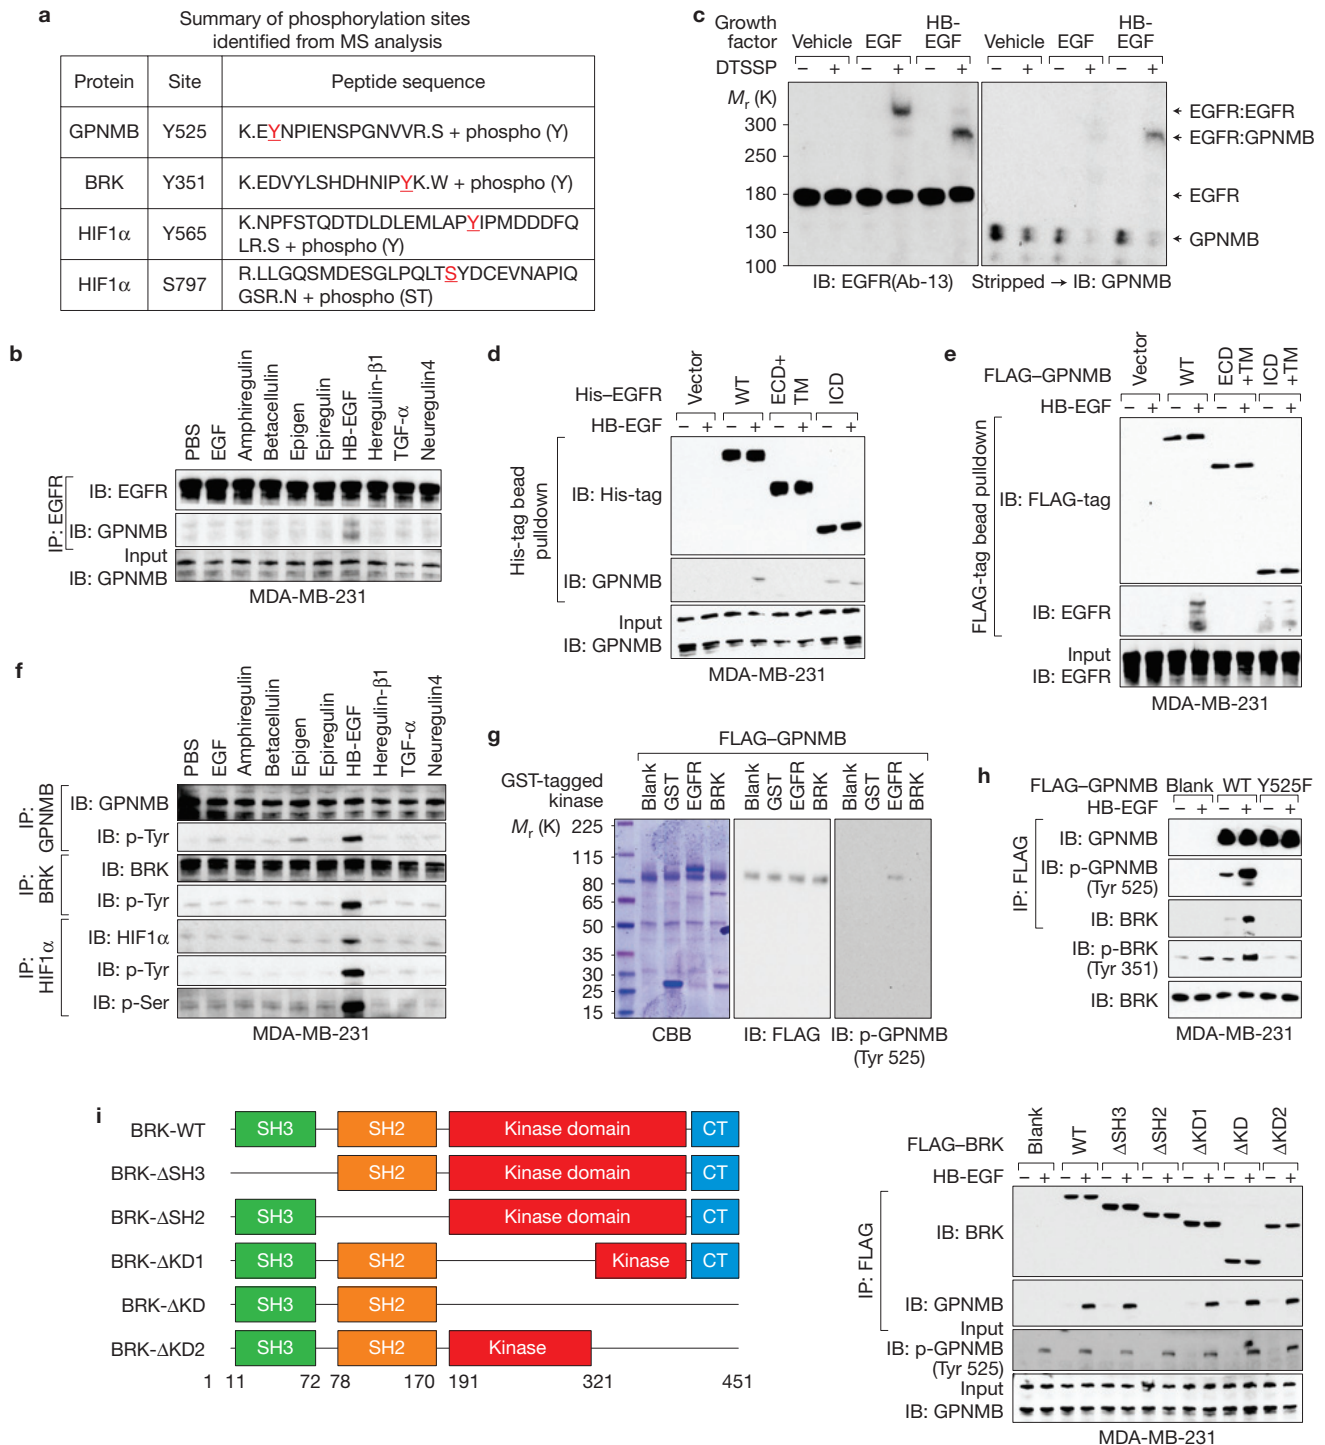 a
Summary of phosphorylation sites
identified from MS analysis
Protein Site Peptide sequence
GPNMB Y525 K.EYNPIENSPGNVVR.S + phospho (Y)
BRK Y351 K.EDVYLSHDHNIPYK.W + phospho (Y)
HIF1α Y565 K.NPFSTQDTDLDLEMLAPYIPMDDDFQ
LR.S + phospho (Y)
HIF1α S797 R.LLGQSMDESGLPQLTSYDCEVNAPIQ
GSR.N + phospho (ST)
b
PBS EGF Amphiregulin Betacellulin Epigen Epiregulin HB-EGF Heregulin-β1 TGF-α Neuregulin4
IP: EGFR
IB: EGFR
IB: GPNMB
Input
IB: GPNMB
MDA-MB-231
c
Growth factor Vehicle EGF HB-EGF Vehicle EGF HB-EGF
DTSSP − + − + − + − + − + − +
Mr (K)
300
250
180
130
100
EGFR:EGFR
EGFR:GPNMB
EGFR
GPNMB
IB: EGFR(Ab-13) Stripped → IB: GPNMB
d
His–EGFR Vector WT ECD+TM ICD
HB-EGF − + − + − + − +
His-tag bead pulldown
IB: His-tag
IB: GPNMB
Input
IB: GPNMB
MDA-MB-231
e
FLAG–GPNMB Vector WT ECD+TM ICD+TM
HB-EGF − + − + − + − +
FLAG-tag bead pulldown
IB: FLAG-tag
IB: EGFR
Input
IB: EGFR
MDA-MB-231
f
PBS EGF Amphiregulin Betacellulin Epigen Epiregulin HB-EGF Heregulin-β1 TGF-α Neuregulin4
IP: GPNMB
IB: GPNMB
IB: p-Tyr
IP: BRK
IB: BRK
IB: p-Tyr
IP: HIF1α
IB: HIF1α
IB: p-Tyr
IB: p-Ser
MDA-MB-231
g
FLAG–GPNMB
GST-tagged kinase Blank GST EGFR BRK Blank GST EGFR BRK Blank GST EGFR BRK
Mr (K)
225
115
80
65
50
35
30
25
15
CBB IB: FLAG IB: p-GPNMB
(Tyr 525)
h
FLAG–GPNMB Blank WT Y525F
HB-EGF − + − + − +
IP: FLAG
IB: GPNMB
IB: p-GPNMB
(Tyr 525)
IB: BRK
IB: p-BRK
(Tyr 351)
IB: BRK
MDA-MB-231
i
BRK-WT SH3 SH2 Kinase domain CT
BRK-ΔSH3 SH2 Kinase domain CT
BRK-ΔSH2 SH3 Kinase domain CT
BRK-ΔKD1 SH3 SH2 Kinase CT
BRK-ΔKD SH3 SH2
BRK-ΔKD2 SH3 SH2 Kinase
1 11 72 78 170 191 321 451
FLAG–BRK Blank WT ΔSH3 ΔSH2 ΔKD1 ΔKD ΔKD2
HB-EGF − + − + − + − + − + − + − +
IP: FLAG
IB: BRK
IB: GPNMB
Input
IB: p-GPNMB
(Tyr 525)
Input
IB: GPNMB
MDA-MB-231